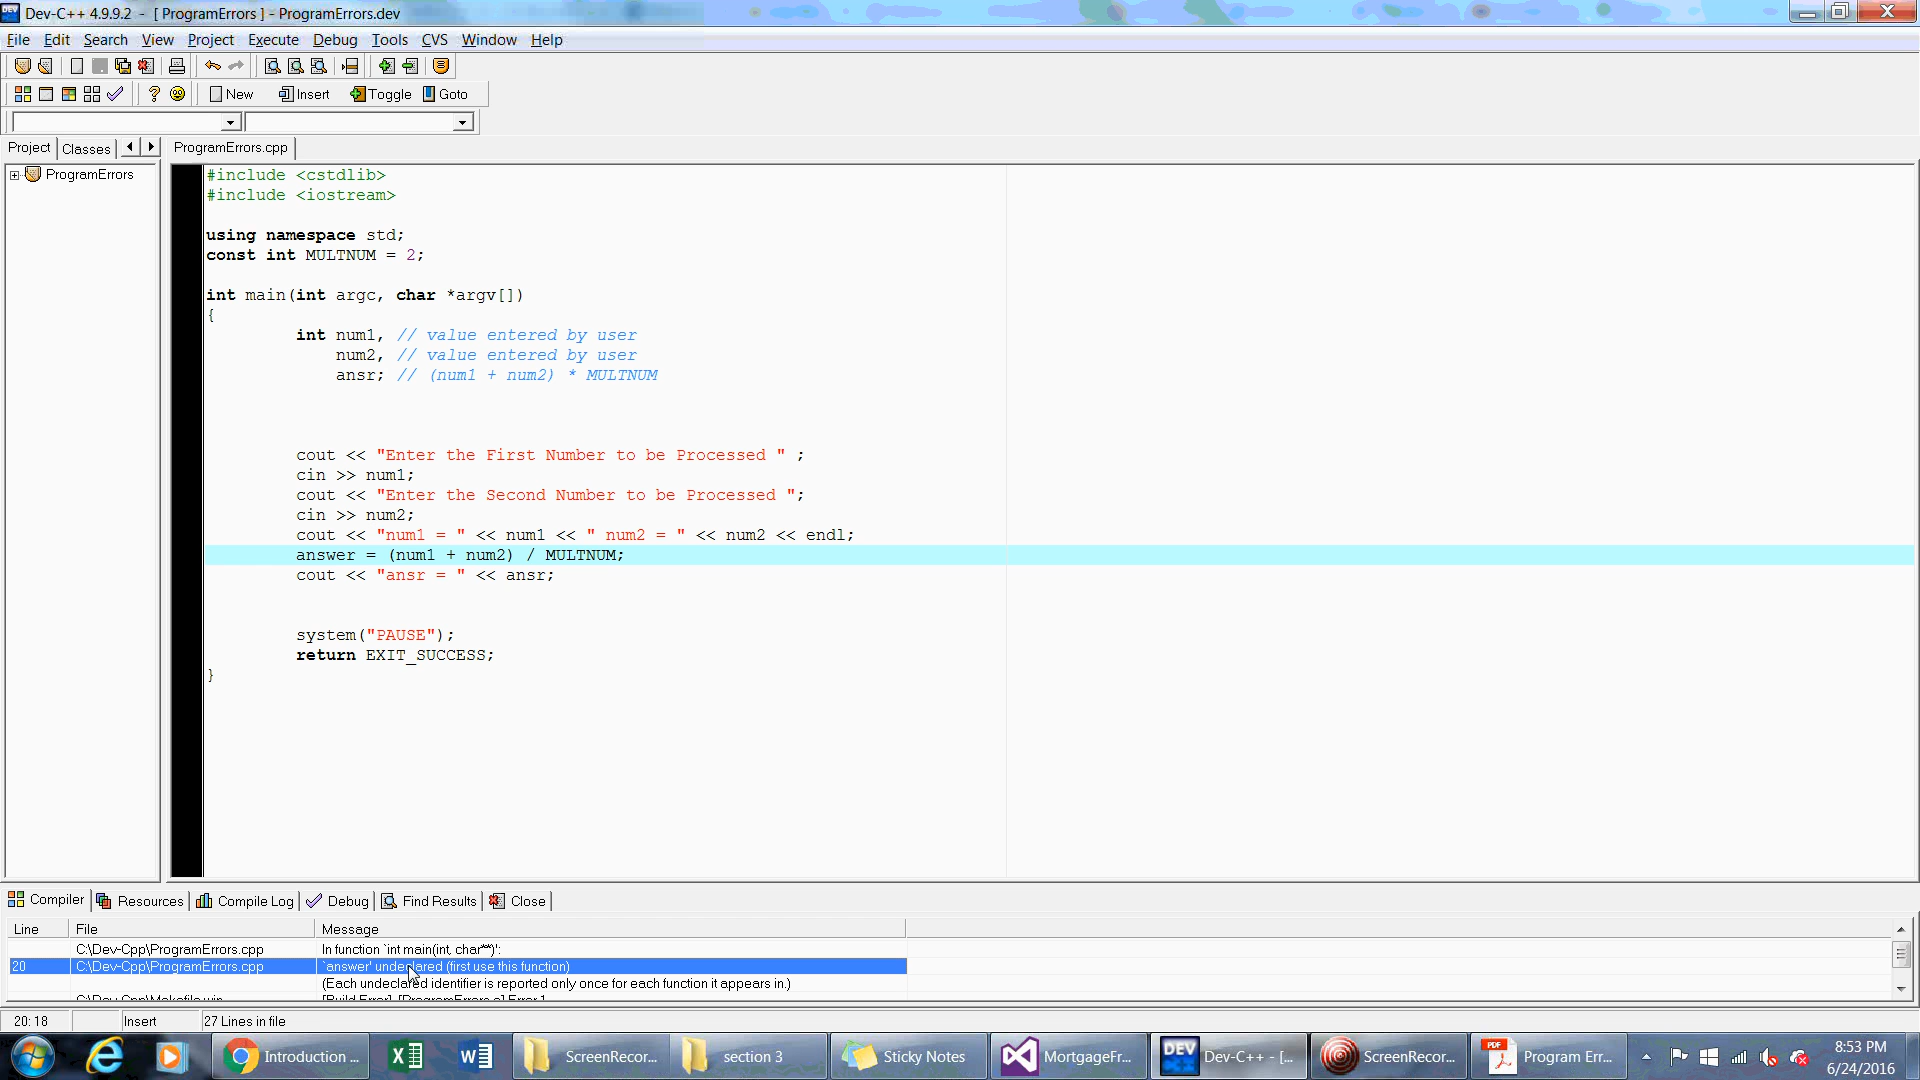 Dev-C++ 4.9.9.2 - [ ProgramErrors ] - ProgramErrors.dev
File Edit Search View Project Execute Debug Tools CVS Window Help
New Insert Toggle Goto
Project Classes ProgramErrors.cpp
ProgramErrors
#include <cstdlib>
#include <iostream>
using namespace std;
const int MULTNUM = 2;
int main(int argc, char *argv[])
{
int num1, // value entered by user
num2, // value entered by user
ansr; // (num1 + num2) * MULTNUM
cout << "Enter the First Number to be Processed " ;
cin >> num1;
cout << "Enter the Second Number to be Processed ";
cin >> num2;
cout << "num1 = " << num1 << " num2 = " << num2 << endl;
answer = (num1 + num2) / MULTNUM;
cout << "ansr = " << ansr;
system("PAUSE");
return EXIT_SUCCESS;
}
Compiler Resources Compile Log Debug Find Results Close
Line File Message
C:\Dev-Cpp\ProgramErrors.cpp In function `int main(int, char**)':
20 C:\Dev-Cpp\ProgramErrors.cpp `answer' undeclared (first use this function)
(Each undeclared identifier is reported only once for each function it appears in.)
C:\Dev-Cpp\Makefile.win [Build Error] [ProgramErrors.o] Error 1
20: 18 Insert 27 Lines in file
Introduction ... ScreenRecor... section 3 Sticky Notes MortgageFr... DEV Dev-C++ - [... ScreenRecor... PDF Program Err...
8:53 PM
6/24/2016